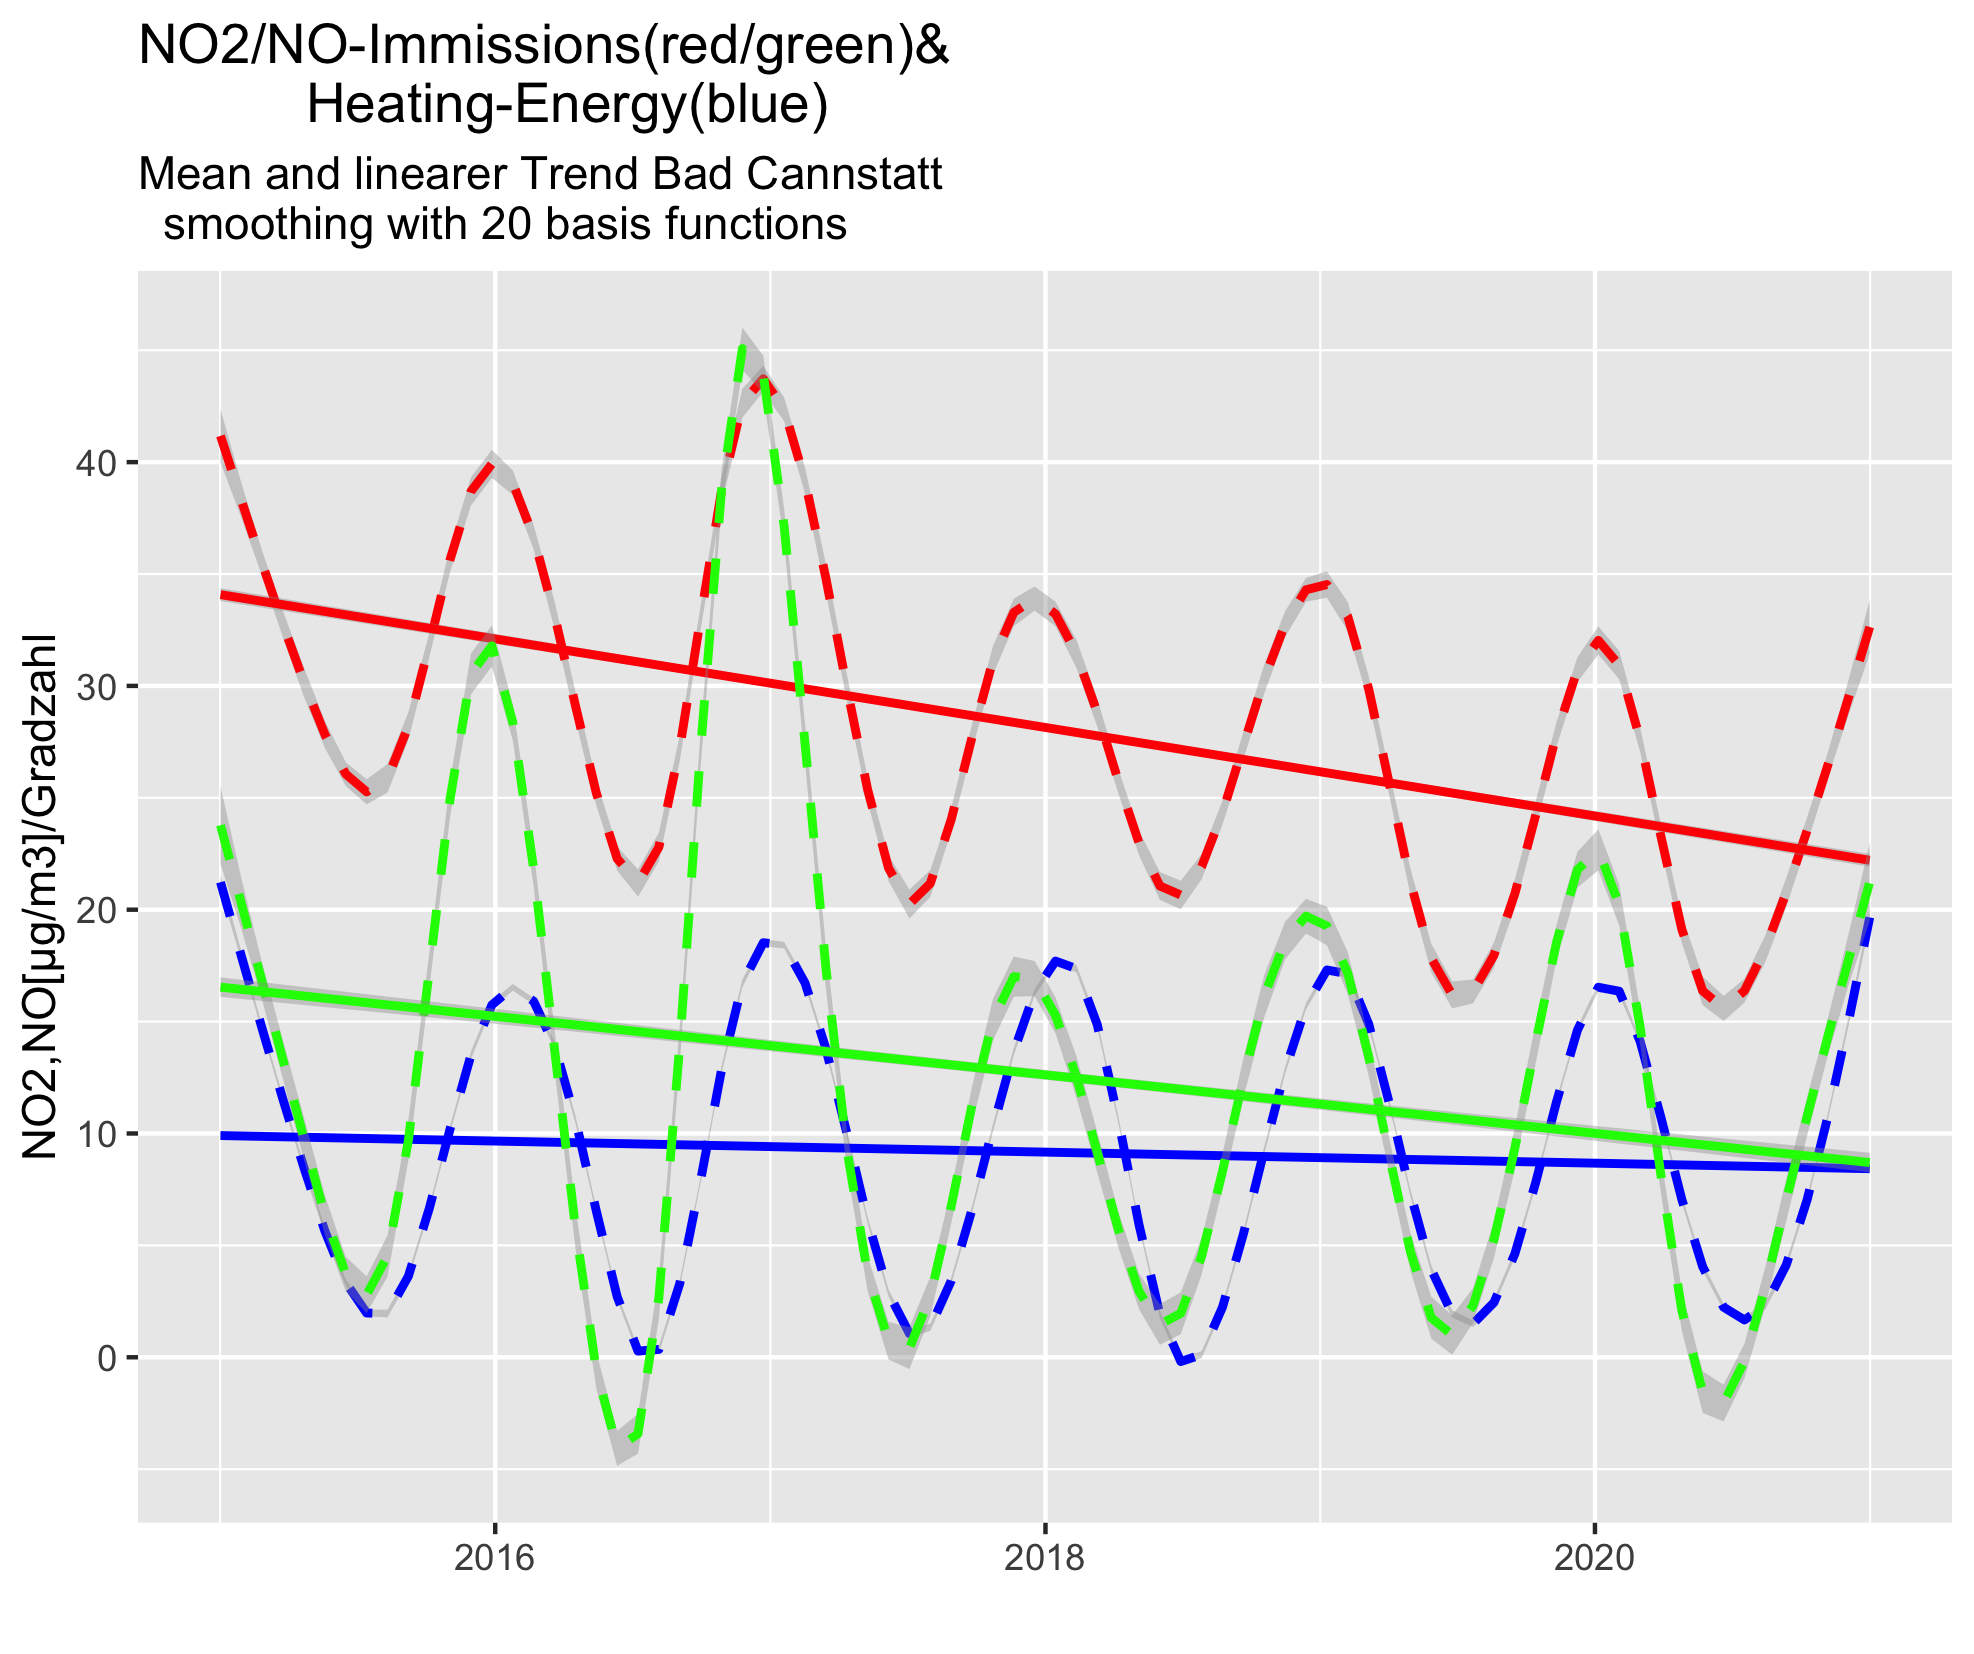 NO2/NO-Immissions(red/green)&
Heating-Energy(blue)
Mean and linearer Trend Bad Cannstatt
smoothing with 20 basis functions
NO2,NO[µg/m3]/Gradzahl
40
30
20
10
0
2016
2018
2020